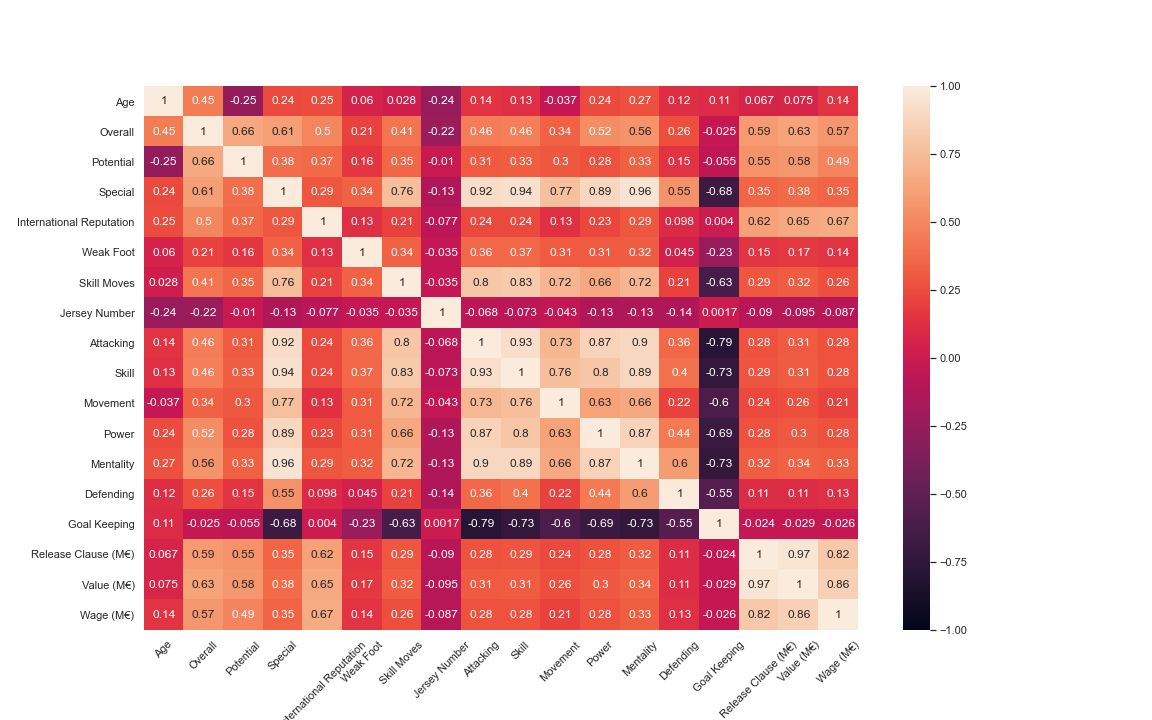 Age 1 0.45 -0.25 0.24 0.25 0.06 0.028 -0.24 0.14 0.13 -0.037 0.24 0.27 0.12 0.11 0.067 0.075 0.14
Overall 0.45 1 0.66 0.61 0.5 0.21 0.41 -0.22 0.46 0.46 0.34 0.52 0.56 0.26 -0.025 0.59 0.63 0.57
Potential -0.25 0.66 1 0.38 0.37 0.16 0.35 -0.01 0.31 0.33 0.3 0.28 0.33 0.15 -0.055 0.55 0.58 0.49
Special 0.24 0.61 0.38 1 0.29 0.34 0.76 -0.13 0.92 0.94 0.77 0.89 0.96 0.55 -0.68 0.35 0.38 0.35
International Reputation 0.25 0.5 0.37 0.29 1 0.13 0.21 -0.077 0.24 0.24 0.13 0.23 0.29 0.098 0.004 0.62 0.65 0.67
Weak Foot 0.06 0.21 0.16 0.34 0.13 1 0.34 -0.035 0.36 0.37 0.31 0.31 0.32 0.045 -0.23 0.15 0.17 0.14
Skill Moves 0.028 0.41 0.35 0.76 0.21 0.34 1 -0.035 0.8 0.83 0.72 0.66 0.72 0.21 -0.63 0.29 0.32 0.26
Jersey Number -0.24 -0.22 -0.01 -0.13 -0.077 -0.035 -0.035 1 -0.068 -0.073 -0.043 -0.13 -0.13 -0.14 0.0017 -0.09 -0.095 -0.087
Attacking 0.14 0.46 0.31 0.92 0.24 0.36 0.8 -0.068 1 0.93 0.73 0.87 0.9 0.36 -0.79 0.28 0.31 0.28
Skill 0.13 0.46 0.33 0.94 0.24 0.37 0.83 -0.073 0.93 1 0.76 0.8 0.89 0.4 -0.73 0.29 0.31 0.28
Movement -0.037 0.34 0.3 0.77 0.13 0.31 0.72 -0.043 0.73 0.76 1 0.63 0.66 0.22 -0.6 0.24 0.26 0.21
Power 0.24 0.52 0.28 0.89 0.23 0.31 0.66 -0.13 0.87 0.8 0.63 1 0.87 0.44 -0.69 0.28 0.3 0.28
Mentality 0.27 0.56 0.33 0.96 0.29 0.32 0.72 -0.13 0.9 0.89 0.66 0.87 1 0.6 -0.73 0.32 0.34 0.33
Defending 0.12 0.26 0.15 0.55 0.098 0.045 0.21 -0.14 0.36 0.4 0.22 0.44 0.6 1 -0.55 0.11 0.11 0.13
Goal Keeping 0.11 -0.025 -0.055 -0.68 0.004 -0.23 -0.63 0.0017 -0.79 -0.73 -0.6 -0.69 -0.73 -0.55 1 -0.024 -0.029 -0.026
Release Clause (M€) 0.067 0.59 0.55 0.35 0.62 0.15 0.29 -0.09 0.28 0.29 0.24 0.28 0.32 0.11 -0.024 1 0.97 0.82
Value (M€) 0.075 0.63 0.58 0.38 0.65 0.17 0.32 -0.095 0.31 0.31 0.26 0.3 0.34 0.11 -0.029 0.97 1 0.86
Wage (M€) 0.14 0.57 0.49 0.35 0.67 0.14 0.26 -0.087 0.28 0.28 0.21 0.28 0.33 0.13 -0.026 0.82 0.86 1
Age
Overall
Potential
Special
ternational Reputation
Weak Foot
Skill Moves
Jersey Number
Attacking
Skill
Movement
Power
Mentality
Defending
Goal Keeping
Release Clause (M€)
Value (M€)
Wage (M€)
1.00
0.75
0.50
0.25
0.00
−0.25
−0.50
−0.75
−1.00